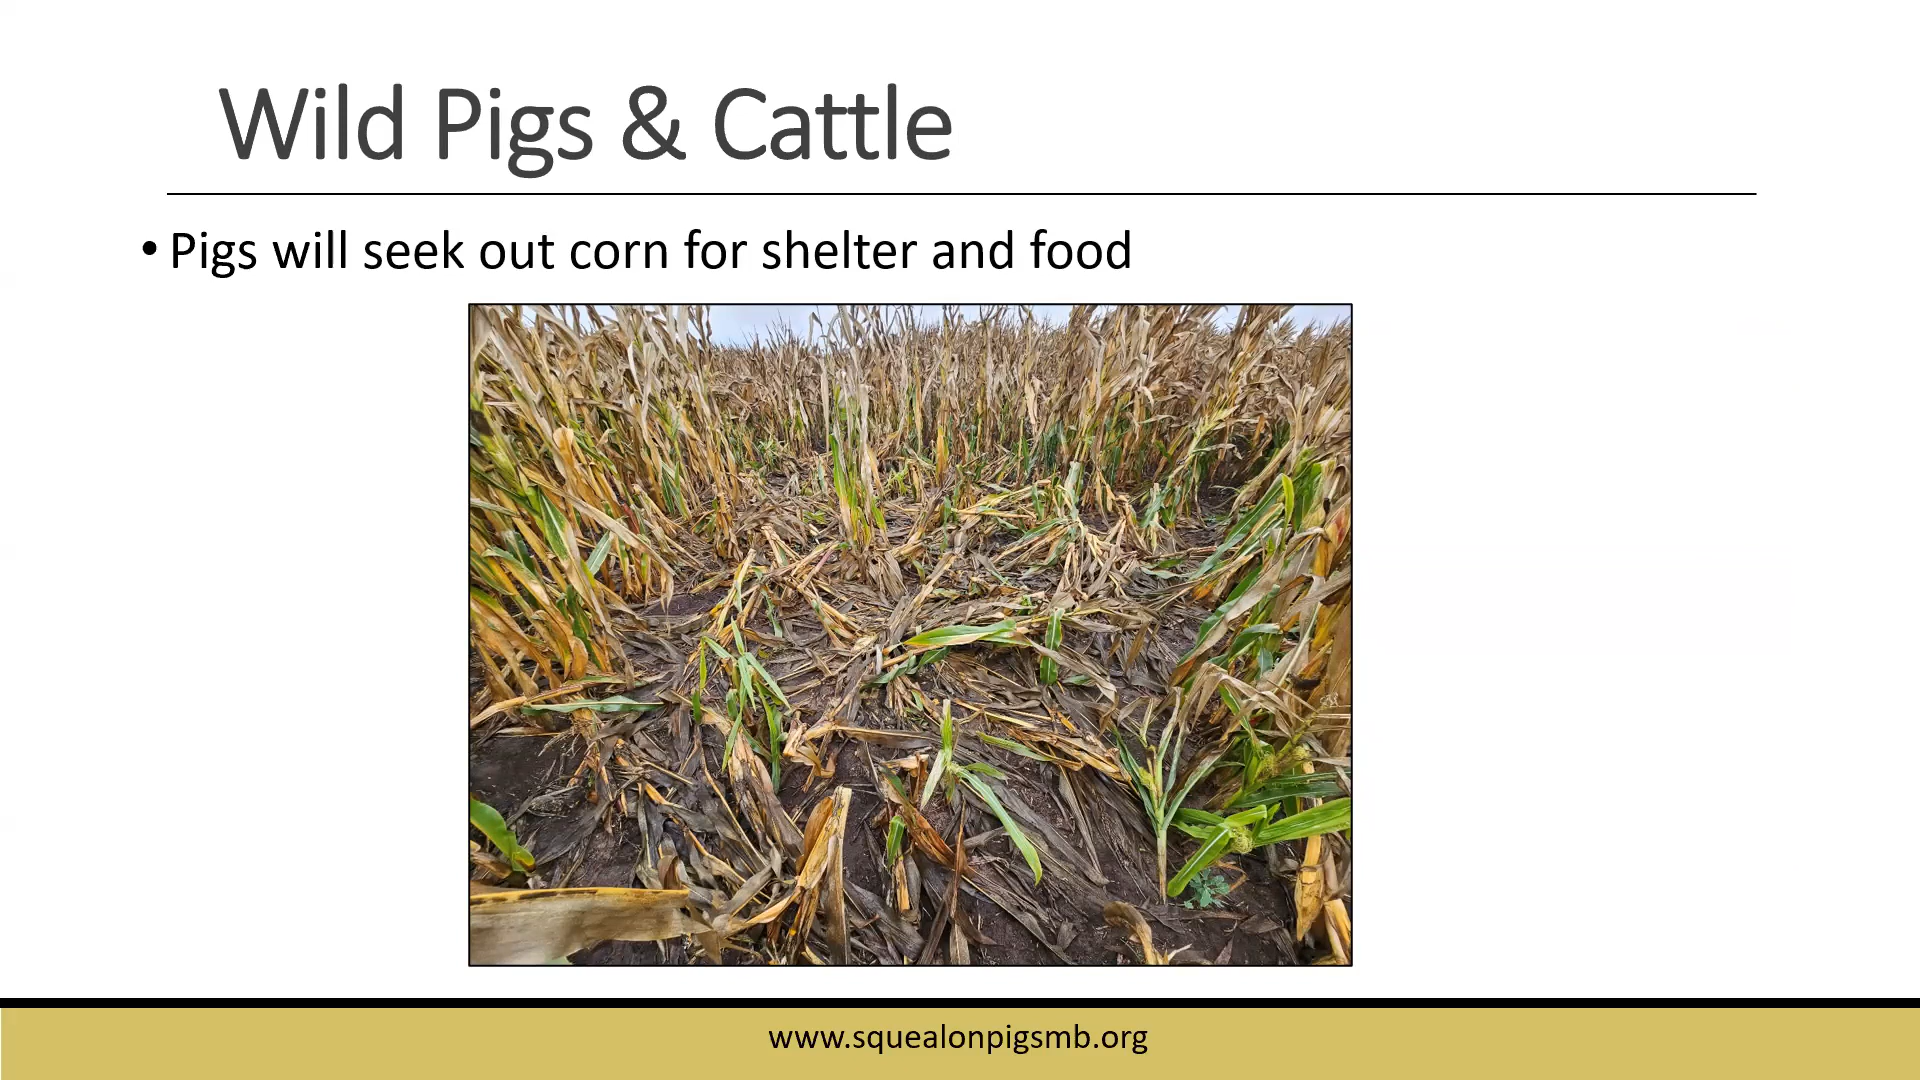 Wild Pigs & Cattle
• Pigs will seek out corn for shelter and food
www.squealonpigsmb.org